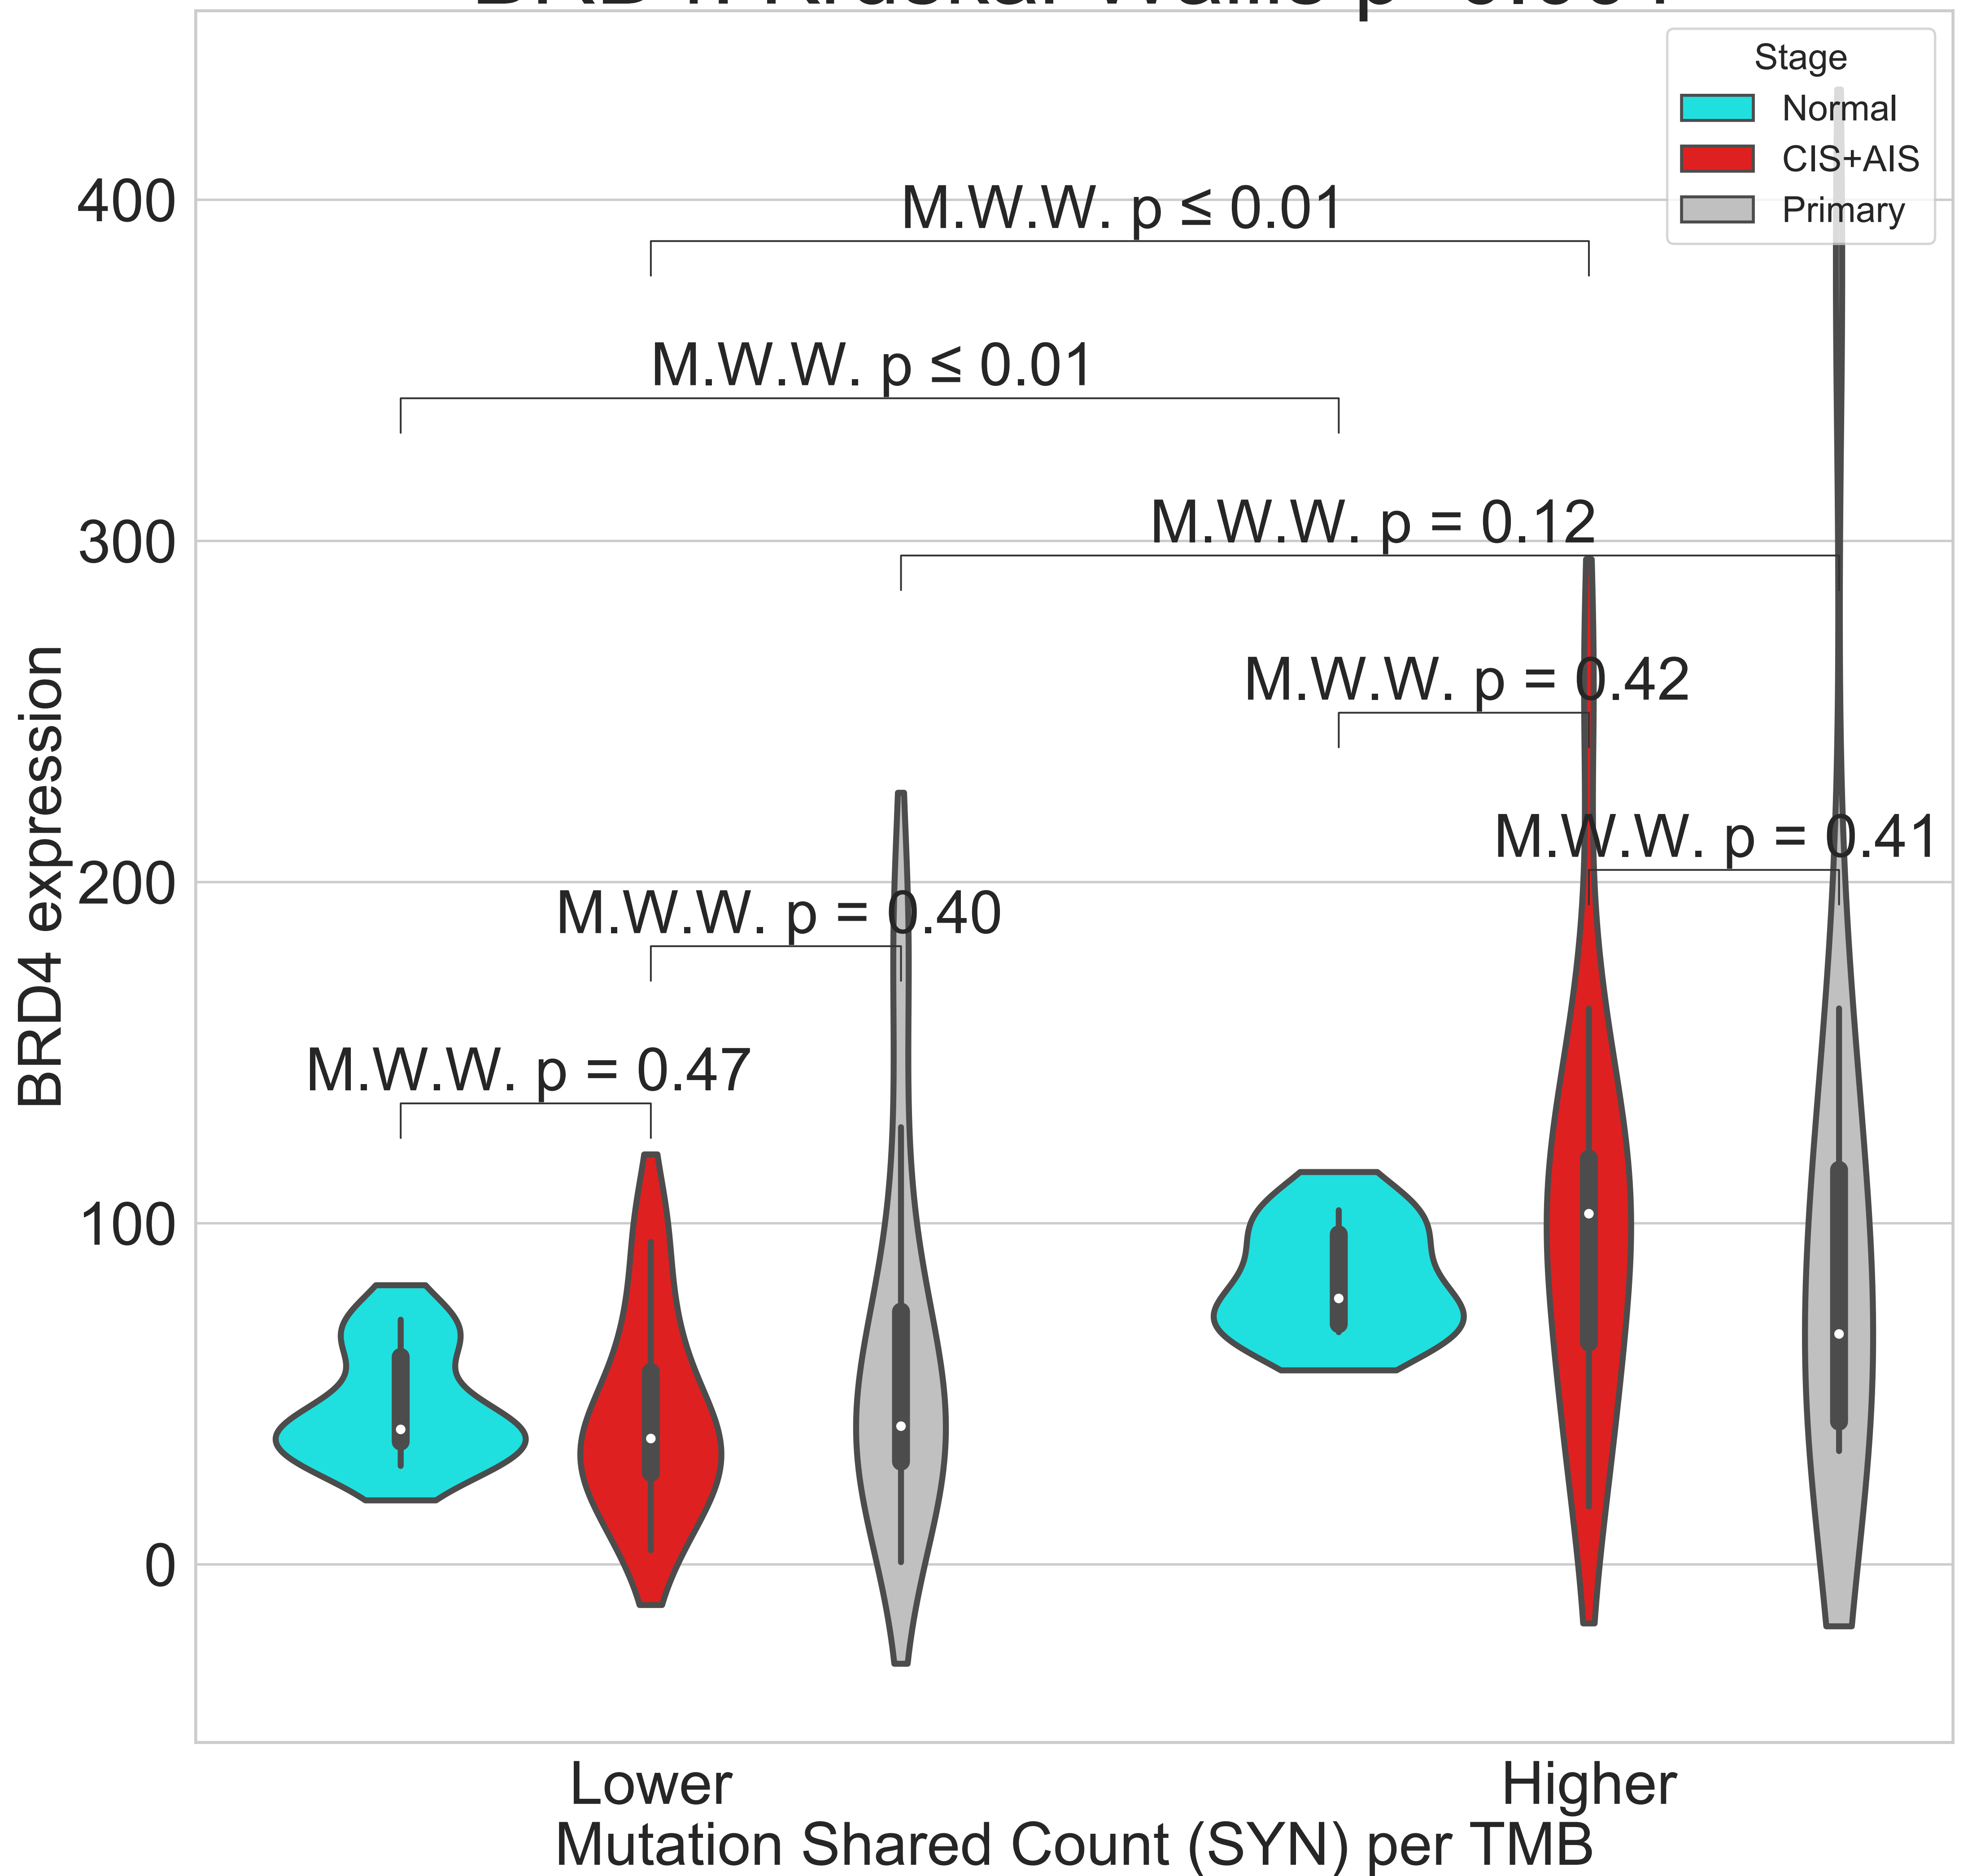 Stage
Normal
CIS+AIS
Primary
400
300
200
100
0
BRD4 expression
M.W.W. p ≤ 0.01
M.W.W. p ≤ 0.01
M.W.W. p = 0.12
M.W.W. p = 0.42
M.W.W. p = 0.41
M.W.W. p = 0.40
M.W.W. p = 0.47
Lower
Higher
Mutation Shared Count (SYN) per TMB